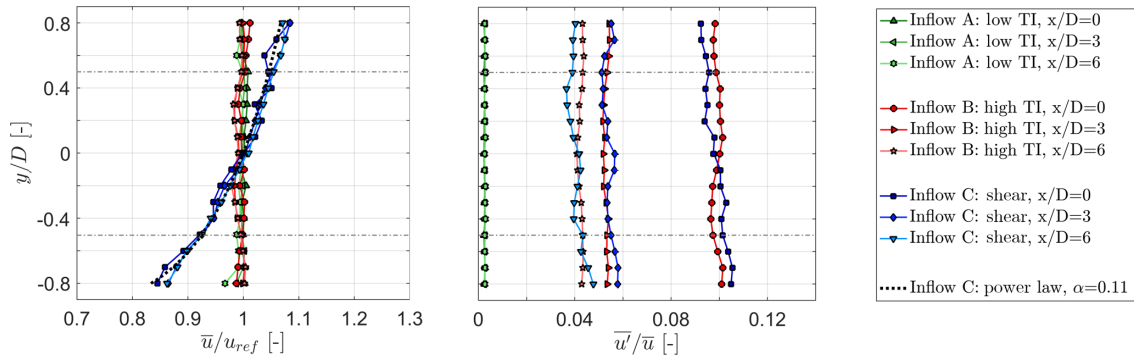 0.8
0.4
0
-0.4
-0.8
y/D [-]
0.7 0.8 0.9 1 1.1 1.2 1.3
u̅/u_ref [-]
0 0.04 0.08 0.12
u̅'̅/u̅ [-]
Inflow A: low TI, x/D=0
Inflow A: low TI, x/D=3
Inflow A: low TI, x/D=6
Inflow B: high TI, x/D=0
Inflow B: high TI, x/D=3
Inflow B: high TI, x/D=6
Inflow C: shear, x/D=0
Inflow C: shear, x/D=3
Inflow C: shear, x/D=6
Inflow C: power law, α=0.11